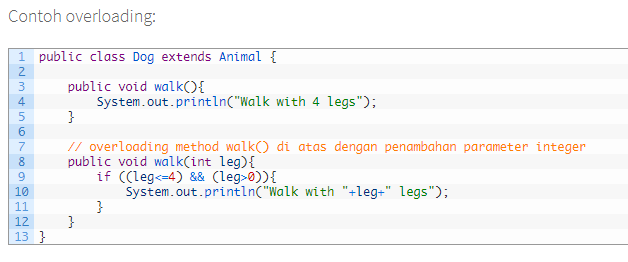 Contoh overloading:
1 public class Dog extends Animal {
2
3 public void walk(){
4 System.out.println("Walk with 4 legs");
5 }
6
7 // overloading method walk() di atas dengan penambahan parameter integer
8 public void walk(int leg){
9 if ((leg<=4) && (leg>0)){
10 System.out.println("Walk with "+leg+" legs");
11 }
12 }
13 }